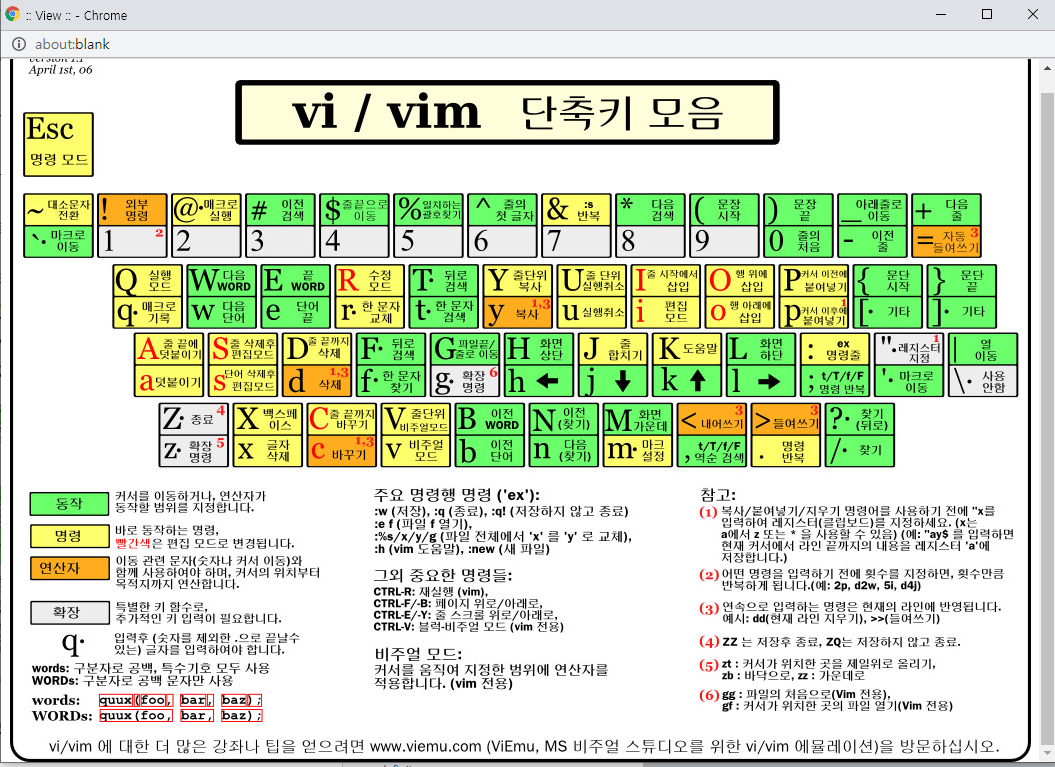 :: View :: - Chrome
about:blank
version 1.1
April 1st, 06
vi / vim 단축키 모음
Esc
명령 모드
~ 대소문자 전환
! 외부 명령
@· 매크로 실행
# 이전 검색
$ 줄끝으로 이동
% 일치하는 괄호찾기
^ 줄의 첫 글자
& :s 반복
* 다음 검색
( 문장 시작
) 문장 끝
_ 아래줄로 이동
+ 다음 줄
`· 마크로 이동
1 2
2
3
4
5
6
7
8
9
0 줄의 처음
- 이전 줄
= 자동 들여쓰기 3
Q 실행 모드
W 다음 WORD
E 끝 WORD
R 수정 모드
T· 뒤로 검색
Y 줄단위 복사
U 줄 단위 실행취소
I 줄 시작에서 삽입
O 행 위에 삽입
P 커서 이전에 붙여넣기
{ 문단 시작
} 문단 끝
q· 매크로 기록
w 다음 단어
e 단어 끝
r· 한 문자 교체
t· 한 문자 검색
y 복사 1,3
u 실행취소
i 편집 모드
o 행 아래에 삽입
p 커서 이후에 붙여넣기 1
[· 기타
]· 기타
A 줄 끝에 덧붙이기
S 줄 삭제후 편집모드
D 줄 끝까지 삭제
F· 뒤로 검색
G 파일끝/ 줄로 이동
H 화면 상단
J 줄 합치기
K 도움말
L 화면 하단
: ex 명령줄
"· 레지스터 지정 1
| 열 이동
a 덧붙이기
s 단어 삭제후 편집모드
d 삭제 1,3
f· 한 문자 찾기
g· 확장 명령 6
h ←
j ↓
k ↑
l →
; t/T/f/F 명령 반복
'· 마크로 이동
\· 사용 안함
Z· 종료 4
X 백스페이스
C 줄 끝까지 바꾸기
V 줄단위 비주얼모드
B 이전 WORD
N 이전 (찾기)
M 화면 가운데
< 내어쓰기 3
> 들여쓰기 3
?· 찾기 (뒤로)
z· 확장 명령 5
x 글자 삭제
c 바꾸기 1,3
v 비주얼 모드
b 이전 단어
n 다음 (찾기)
m· 마크 설정
, t/T/f/F 역순 검색
. 명령 반복
/· 찾기
동작 커서를 이동하거나, 연산자가
동작할 범위를 지정합니다.
명령 바로 동작하는 명령,
빨간색은 편집 모드로 변경됩니다.
연산자 이동 관련 문자(숫자나 커서 이동)와
함께 사용하여야 하며, 커서의 위치부터
목적지까지 연산합니다.
확장 특별한 키 함수로,
추가적인 키 입력이 필요합니다.
q· 입력후 (숫자를 제외한 .으로 끝날수
있는) 글자를 입력하여야 합니다.
words: 구분자로 공백, 특수기호 모두 사용
WORDs: 구분자로 공백 문자만 사용
words: quux(foo, bar, baz);
WORDs: quux(foo, bar, baz);
주요 명령행 명령 ('ex'):
:w (저장), :q (종료), :q! (저장하지 않고 종료)
:e f (파일 f 열기),
:%s/x/y/g (파일 전체에서 'x' 를 'y' 로 교체),
:h (vim 도움말), :new (새 파일)
그외 중요한 명령들:
CTRL-R: 재실행 (vim),
CTRL-F/-B: 페이지 위로/아래로,
CTRL-E/-Y: 줄 스크롤 위로/아래로,
CTRL-V: 블럭-비주얼 모드 (vim 전용)
비주얼 모드:
커서를 움직여 지정한 범위에 연산자를
적용합니다. (vim 전용)
참고:
(1) 복사/붙여넣기/지우기 명령어를 사용하기 전에 "x를
입력하여 레지스터(클립보드)를 지정하세요. (x는
a에서 z 또는 * 을 사용할 수 있음) (예: "ay$ 를 입력하면
현재 커서에서 라인 끝까지의 내용을 레지스터 'a'에
저장합니다.)
(2) 어떤 명령을 입력하기 전에 횟수를 지정하면, 횟수만큼
반복하게 됩니다.(예: 2p, d2w, 5i, d4j)
(3) 연속으로 입력하는 명령은 현재의 라인에 반영됩니다.
예시: dd(현재 라인 지우기), >>(들여쓰기)
(4) ZZ 는 저장후 종료, ZQ는 저장하지 않고 종료.
(5) zt : 커서가 위치한 곳을 제일위로 올리기,
zb : 바닥으로, zz : 가운데로
(6) gg : 파일의 처음으로(Vim 전용),
gf : 커서가 위치한 곳의 파일 열기(Vim 전용)
vi/vim 에 대한 더 많은 강좌나 팁을 얻으려면 www.viemu.com (ViEmu, MS 비주얼 스튜디오를 위한 vi/vim 에뮬레이션)을 방문하십시오.